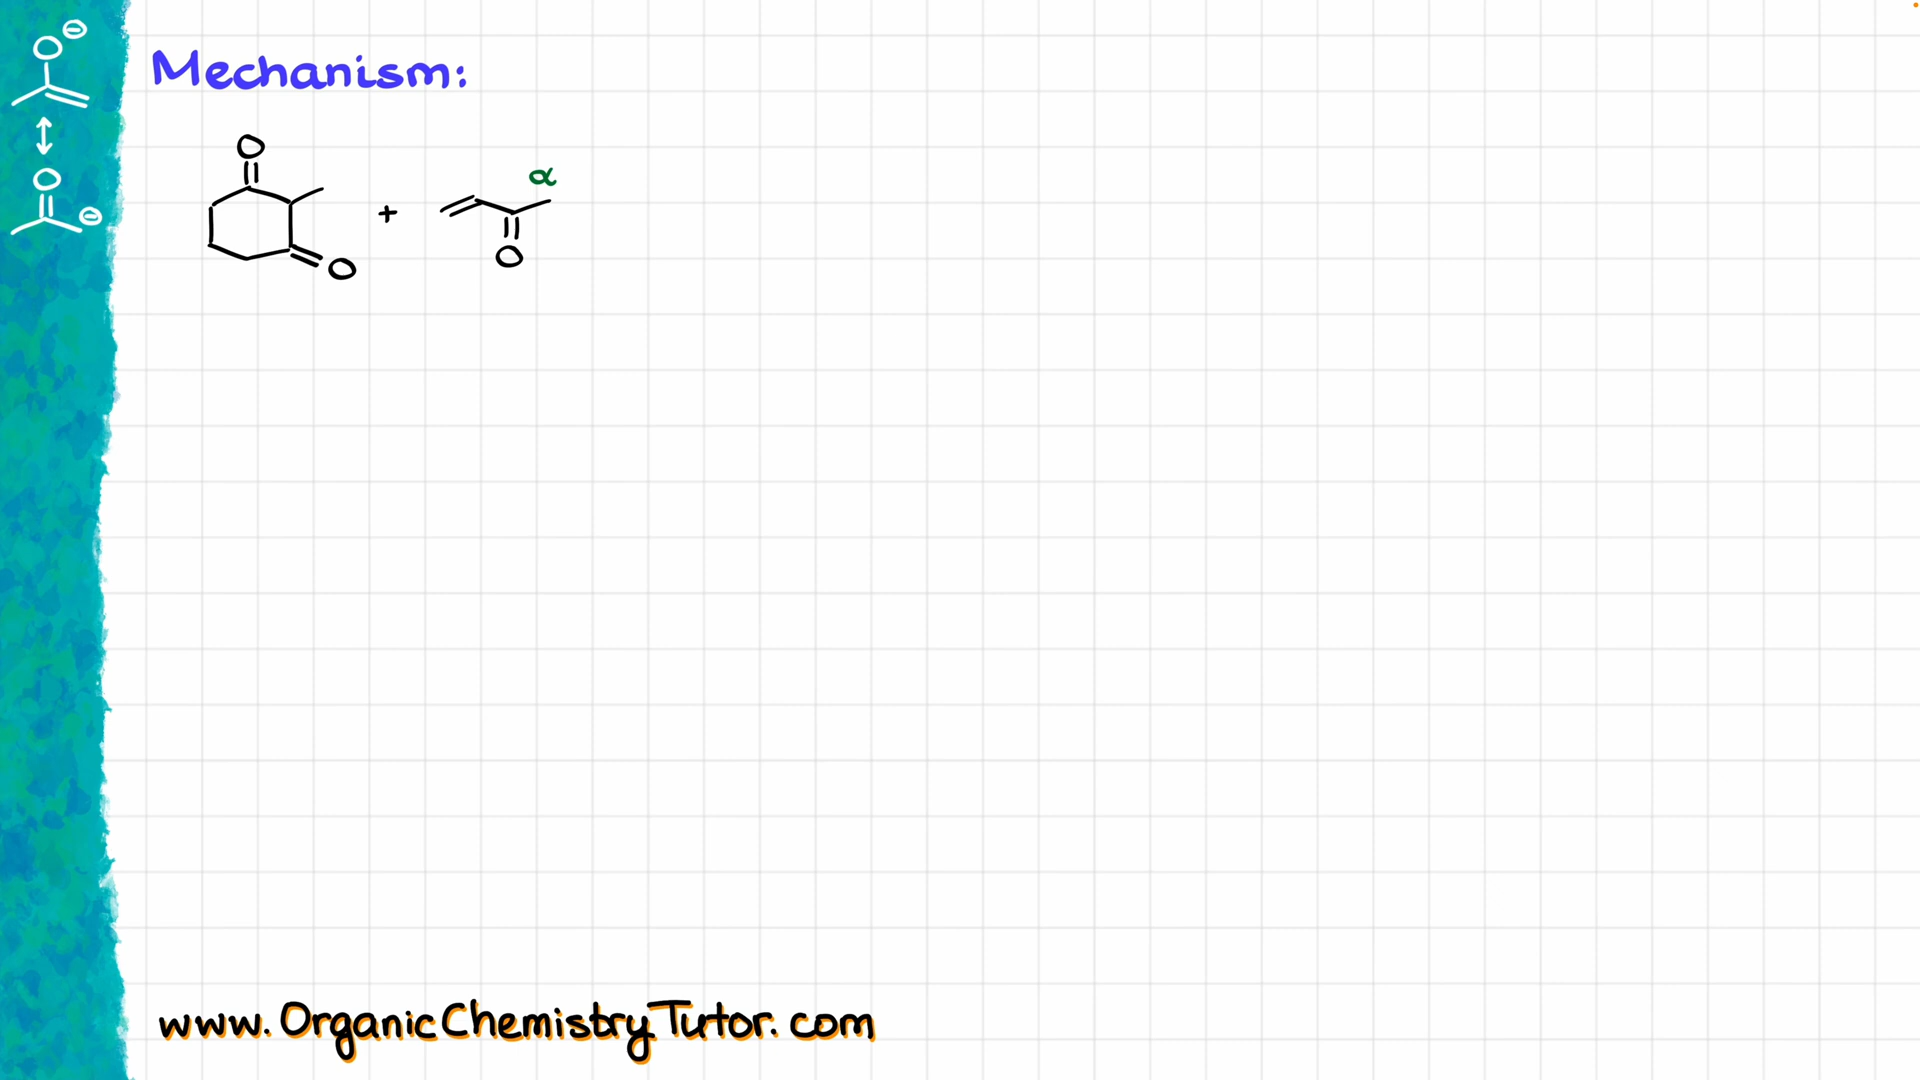 Mechanism:
O
⊖
O
⊖
O
O
+
α
O
O
www.OrganicChemistryTutor.com